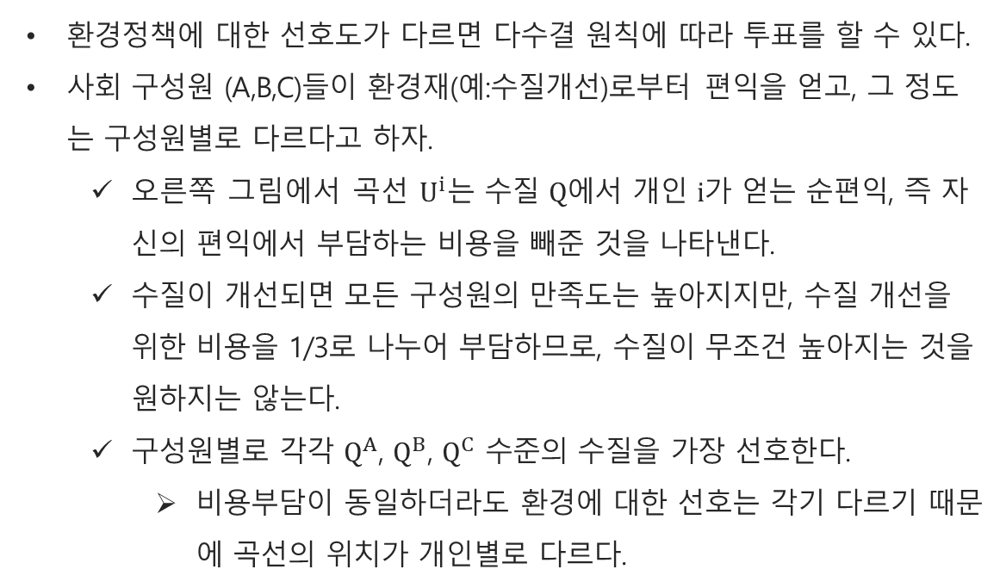 • 환경정책에 대한 선호도가 다르면 다수결 원칙에 따라 투표를 할 수 있다.
• 사회 구성원 (A,B,C)들이 환경재(예:수질개선)로부터 편익을 얻고, 그 정도
는 구성원별로 다르다고 하자.
✓ 오른쪽 그림에서 곡선 Uⁱ는 수질 Q에서 개인 i가 얻는 순편익, 즉 자
신의 편익에서 부담하는 비용을 빼준 것을 나타낸다.
✓ 수질이 개선되면 모든 구성원의 만족도는 높아지지만, 수질 개선을
위한 비용을 1/3로 나누어 부담하므로, 수질이 무조건 높아지는 것을
원하지는 않는다.
✓ 구성원별로 각각 Qᴬ, Qᴮ, Qᶜ 수준의 수질을 가장 선호한다.
➢ 비용부담이 동일하더라도 환경에 대한 선호는 각기 다르기 때문
에 곡선의 위치가 개인별로 다르다.